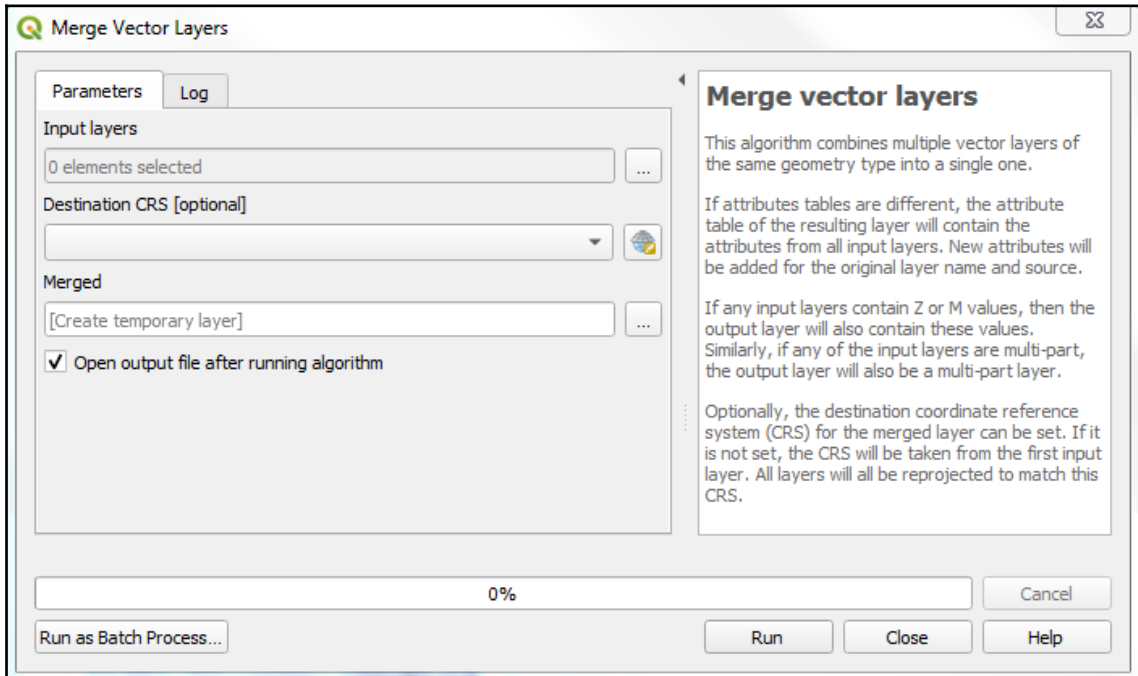 Merge Vector Layers
Parameters
Log
Input layers
0 elements selected
...
Destination CRS [optional]
Merged
[Create temporary layer]
...
Open output file after running algorithm
Merge vector layers
This algorithm combines multiple vector layers of
the same geometry type into a single one.
If attributes tables are different, the attribute
table of the resulting layer will contain the
attributes from all input layers. New attributes will
be added for the original layer name and source.
If any input layers contain Z or M values, then the
output layer will also contain these values.
Similarly, if any of the input layers are multi-part,
the output layer will also be a multi-part layer.
Optionally, the destination coordinate reference
system (CRS) for the merged layer can be set. If it
is not set, the CRS will be taken from the first input
layer. All layers will all be reprojected to match this
CRS.
0%
Cancel
Run as Batch Process...
Run
Close
Help